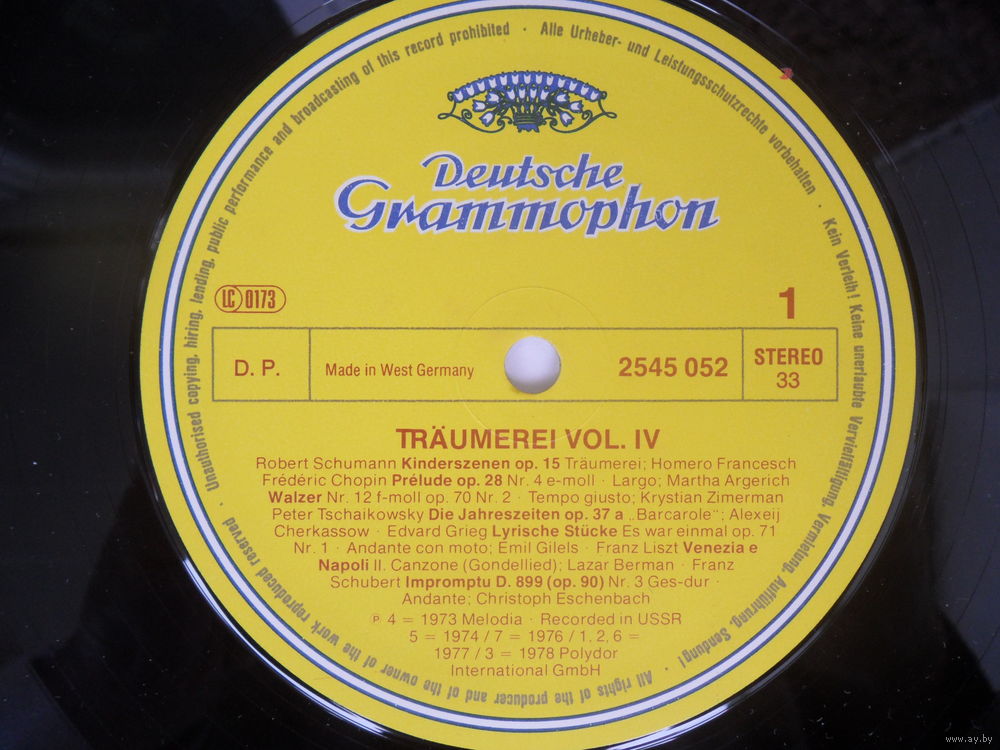 Unauthorised copying, hiring, lending, public performance and broadcasting of this record prohibited · Alle Urheber- und Leistungsschutzrechte vorbehalten · Kein Verleih! Keine unerlaubte Vervielfältigung, Vermietung, Aufführung, Sendung! · All rights of the producer and of the owner of the work reproduced reserved ·
Deutsche
Grammophon
LC 0173
1
D. P.
Made in West Germany
2545 052
STEREO
33
TRÄUMEREI VOL. IV
Robert Schumann Kinderszenen op. 15 Träumerei; Homero Francesch
Frédéric Chopin Prélude op. 28 Nr. 4 e-moll · Largo; Martha Argerich
Walzer Nr. 12 f-moll op. 70 Nr. 2 · Tempo giusto; Krystian Zimerman
Peter Tschaikowsky Die Jahreszeiten op. 37 a „Barcarole"; Alexeij
Cherkassow · Edvard Grieg Lyrische Stücke Es war einmal op. 71
Nr. 1 · Andante con moto; Emil Gilels · Franz Liszt Venezia e
Napoli II. Canzone (Gondellied); Lazar Berman · Franz
Schubert Impromptu D. 899 (op. 90) Nr. 3 Ges-dur ·
Andante; Christoph Eschenbach
℗ 4 = 1973 Melodia · Recorded in USSR
5 = 1974 / 7 = 1976 / 1, 2, 6 =
1977 / 3 = 1978 Polydor
International GmbH
www.ay.by